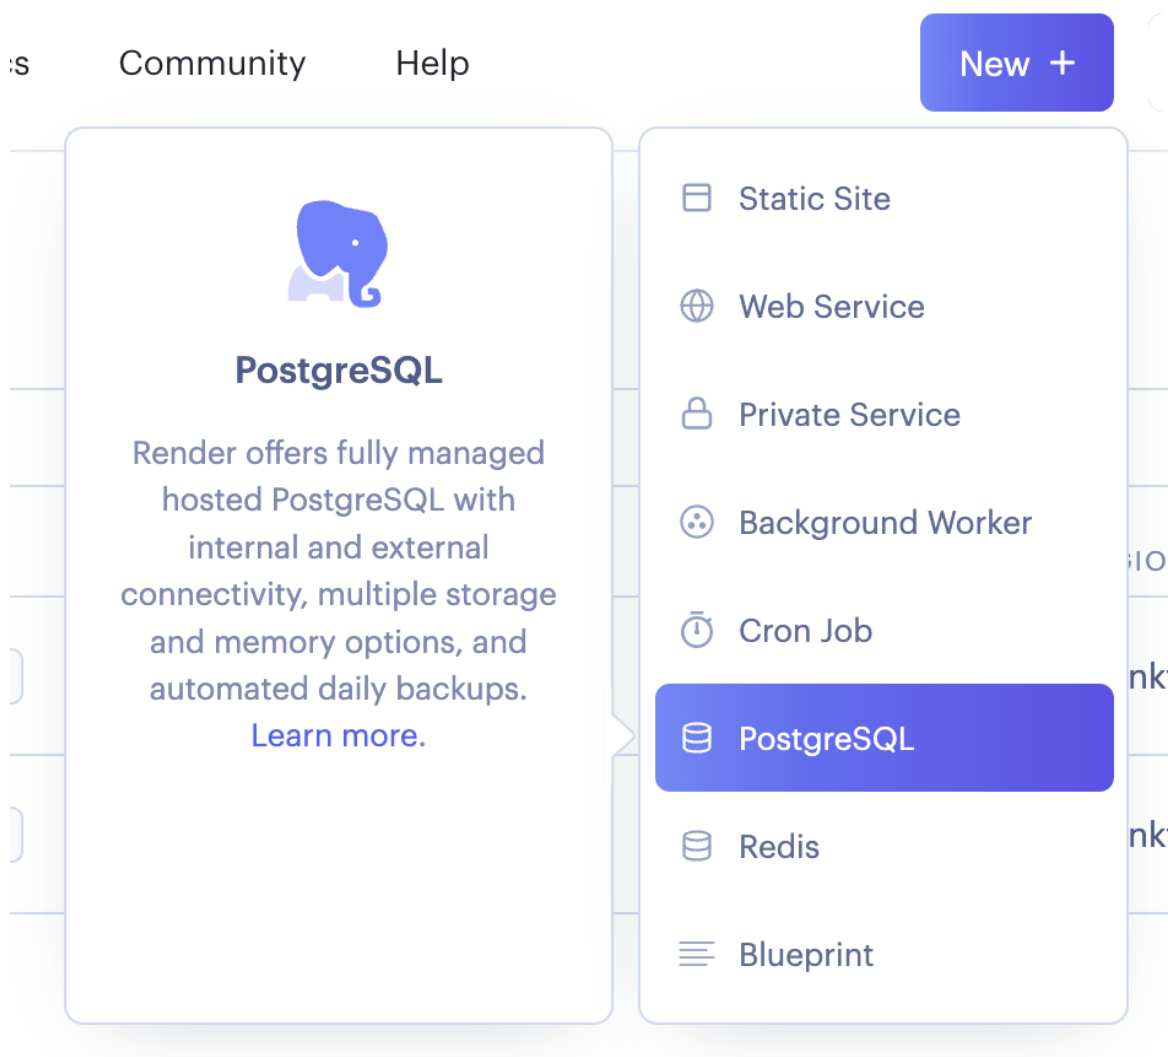 Community
Help
New +
PostgreSQL
Render offers fully managed
hosted PostgreSQL with
internal and external
connectivity, multiple storage
and memory options, and
automated daily backups.
Learn more.
Static Site
Web Service
Private Service
Background Worker
Cron Job
PostgreSQL
Redis
Blueprint